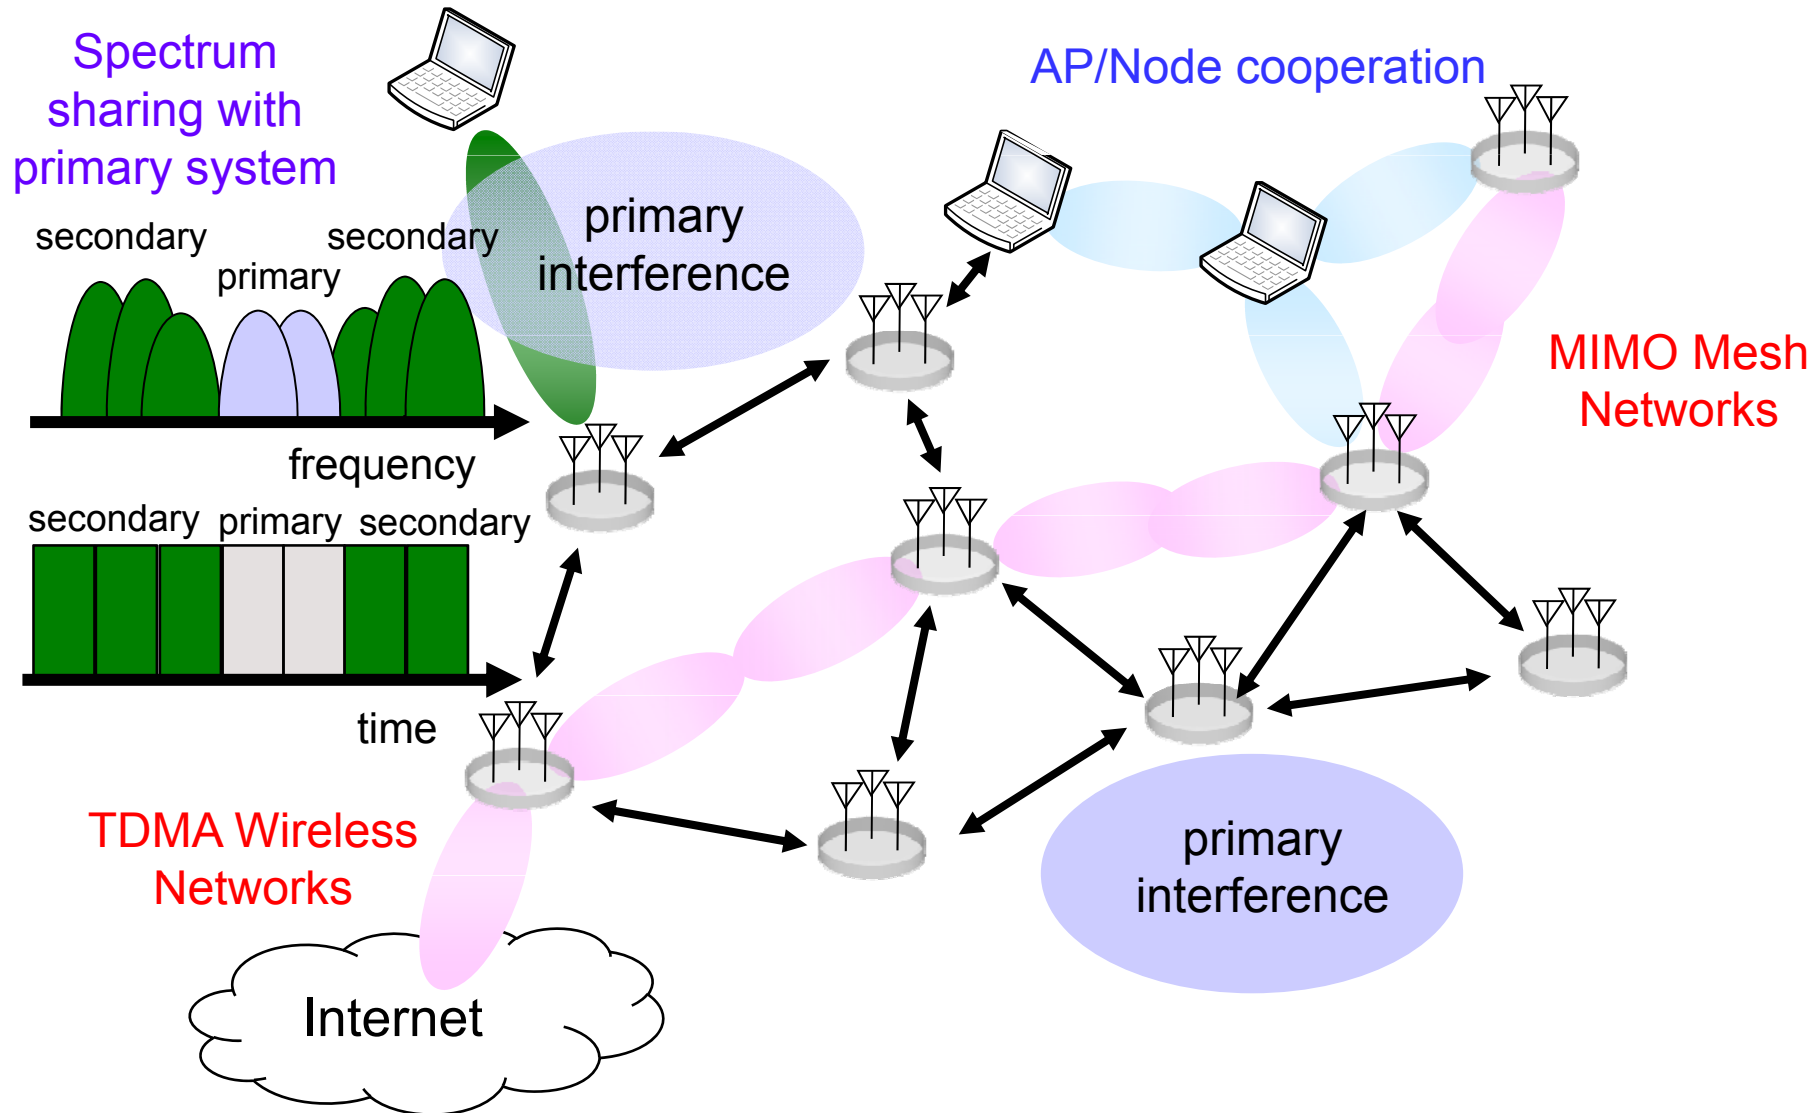 Spectrum
sharing with
primary system
secondary
secondary
primary
frequency
secondary
primary
secondary
time
primary
interference
AP/Node cooperation
MIMO Mesh
Networks
TDMA Wireless
Networks
primary
interference
Internet